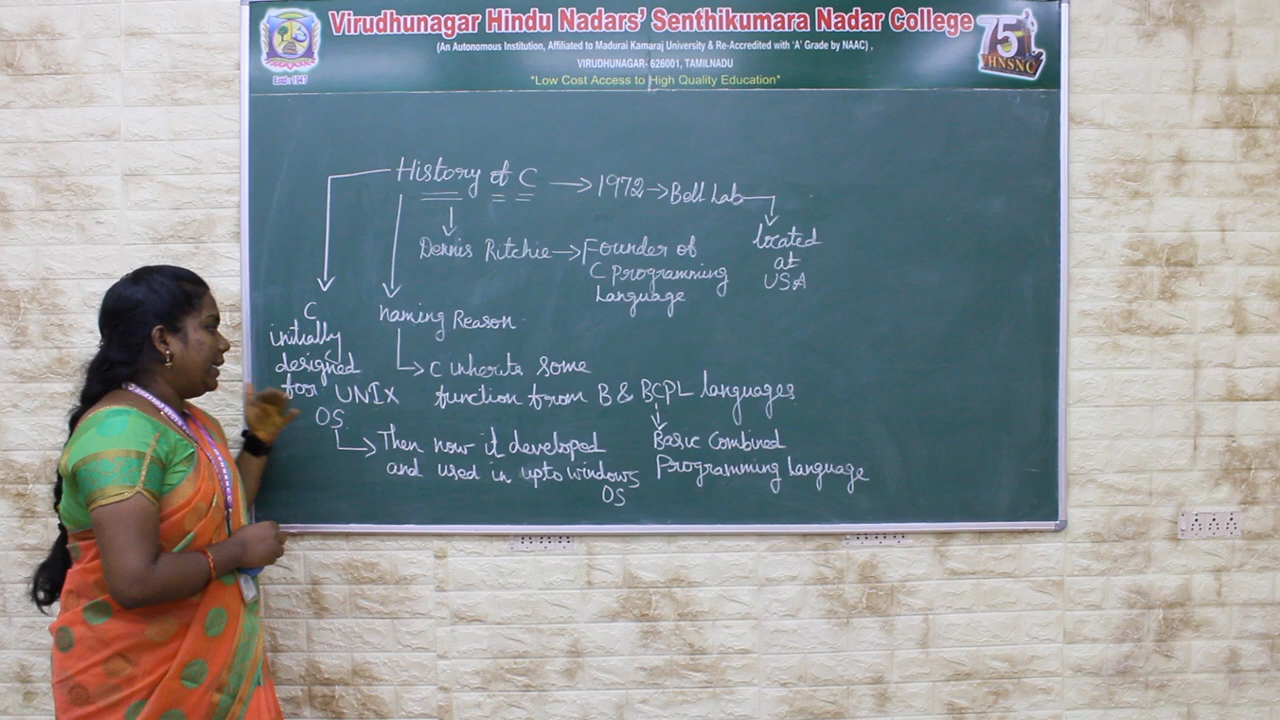 Virudhunagar Hindu Nadars' Senthikumara Nadar College
(An Autonomous Institution, Affiliated to Madurai Kamaraj University & Re-Accredited with 'A' Grade by NAAC) ,
VIRUDHUNAGAR- 626001, TAMILNADU
"Low Cost Access to High Quality Education"
Estd : 1947
75
VHNSNC
History of C → 1972 → Bell Lab
located
at
USA
Dennis Ritchie → Founder of
C Programming
Language
C
initially
designed
for UNIX
OS
Naming Reason
C inherits some
function from B & BCPL languages
Basic Combined
Programming language
Then now it developed
and used in upto windows
OS